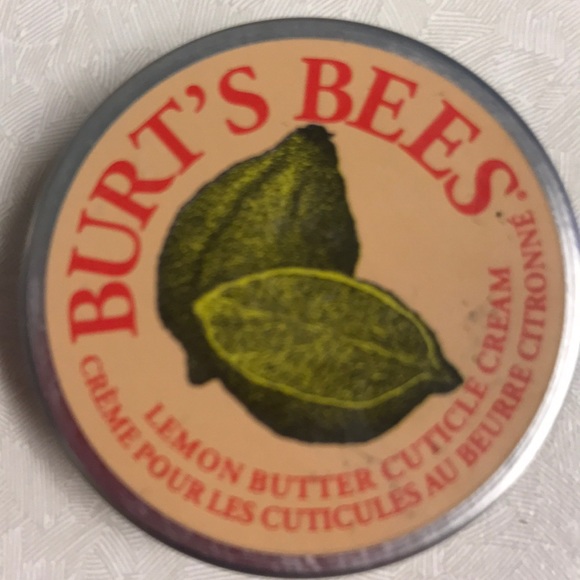 BURT'S BEES®
LEMON BUTTER CUTICLE CREAM
CRÈME POUR LES CUTICULES AU BEURRE CITRONNÉ